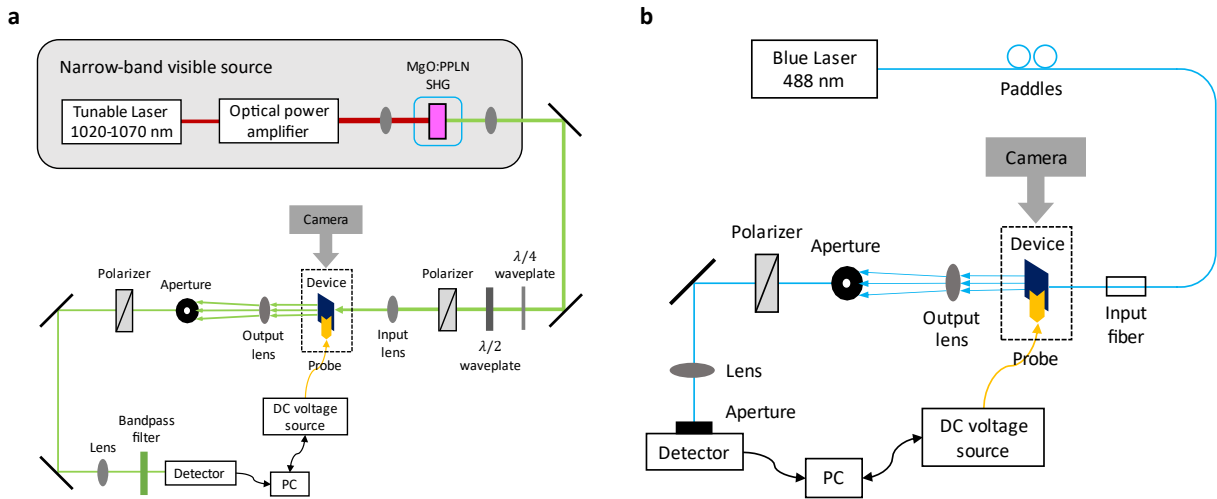 a
Narrow-band visible source
MgO:PPLN
SHG
Tunable Laser
1020-1070 nm
Optical power
amplifier
Camera
Polarizer
Aperture
Device
Polarizer
λ/4
waveplate
Output
lens
Input
lens
λ/2
waveplate
Probe
DC voltage
source
Bandpass
filter
Lens
Detector
PC
b
Blue Laser
488 nm
Paddles
Camera
Polarizer
Aperture
Device
Output
lens
Input
fiber
Probe
Lens
Aperture
DC voltage
source
Detector
PC